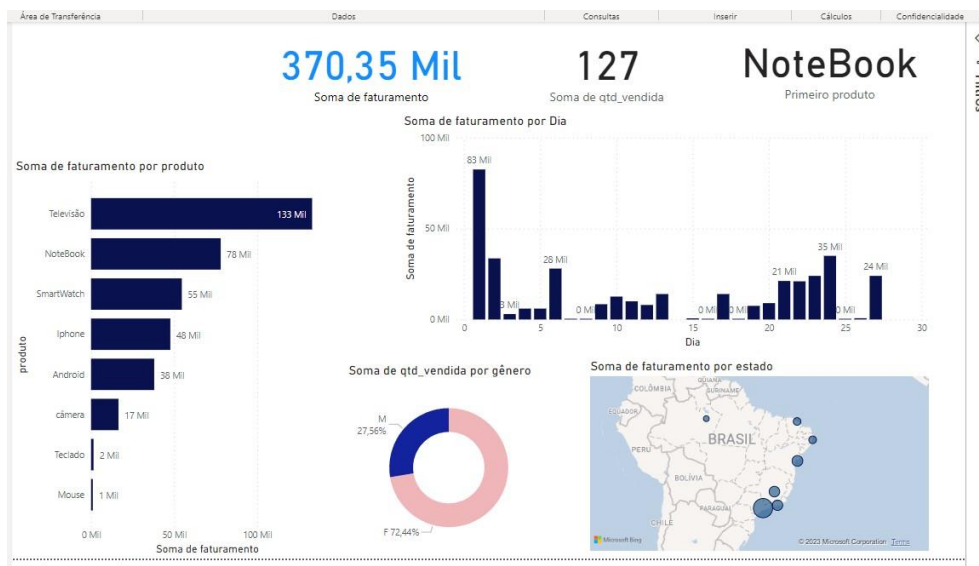 Área de Transferência
Dados
Consultas
Inserir
Cálculos
Confidencialidade
370,35 Mil
Soma de faturamento
127
Soma de qtd_vendida
NoteBook
Primeiro produto
Soma de faturamento por produto
produto
Televisão
133 Mil
NoteBook
78 Mil
SmartWatch
55 Mil
Iphone
48 Mil
Android
38 Mil
câmera
17 Mil
Teclado
2 Mil
Mouse
1 Mil
0 Mil
50 Mil
100 Mil
Soma de faturamento
Soma de faturamento por Dia
Soma de faturamento
100 Mil
50 Mil
0 Mil
83 Mil
3 Mil
28 Mil
0 Mil
0 Mil
0 Mil
21 Mil
35 Mil
0 Mil
24 Mil
0
5
10
15
20
25
30
Dia
Soma de qtd_vendida por gênero
M
27,56%
F 72,44%
Soma de faturamento por estado
COLÔMBIA
GUIANA
SURINAME
EQUADOR
BRASIL
PERU
BOLÍVIA
PARAGUAI
CHILE
Microsoft Bing
© 2023 Microsoft Corporation
Terms